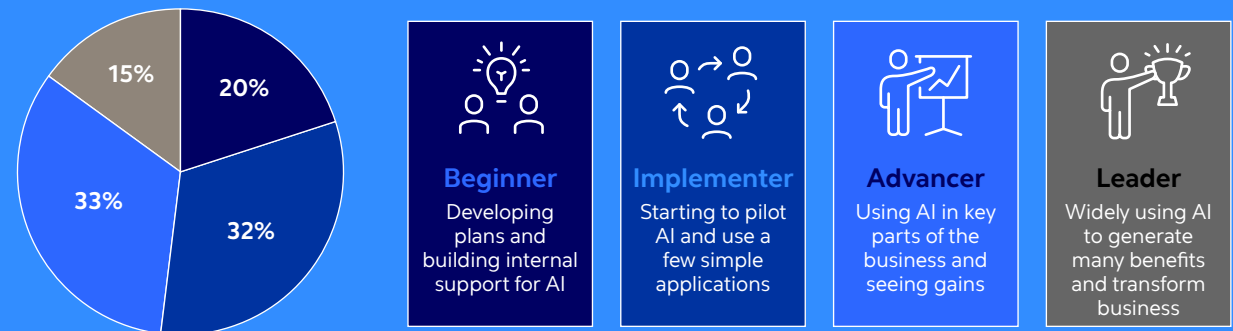 15%
20%
33%
32%
Beginner
Developing
plans and
building internal
support for AI
Implementer
Starting to pilot
AI and use a
few simple
applications
Advancer
Using AI in key
parts of the
business and
seeing gains
Leader
Widely using AI
to generate
many benefits
and transform
business